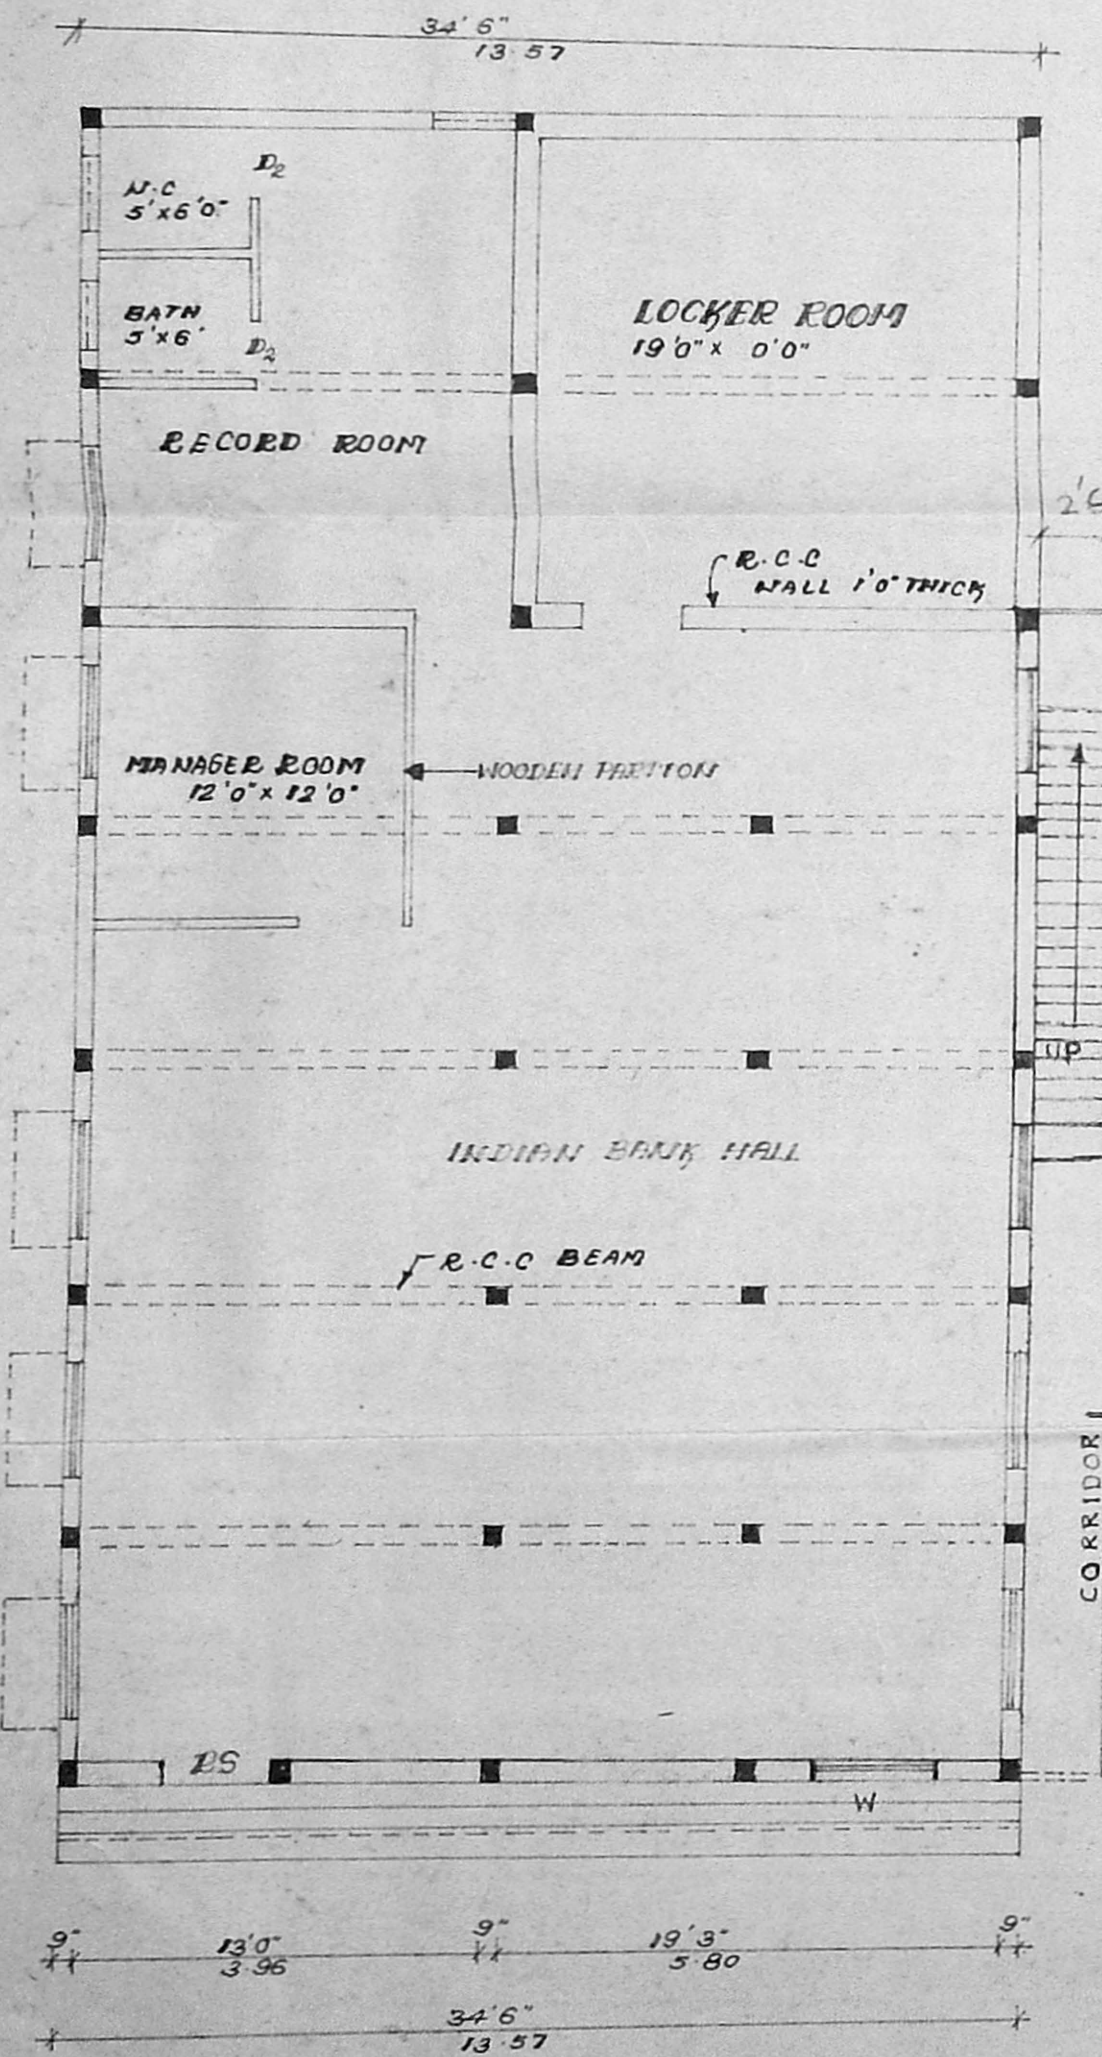 34'6"
13.57
D2
W.C
5'x6'0"
BATH
5'x6'
D2
LOCKER ROOM
19'0" x 0'0"
RECORD ROOM
R.C.C
WALL 1'0" THICK
MANAGER ROOM
12'0" x 12'0"
WOODEN PARTION
UP
INDIAN BANK HALL
R.C.C BEAM
CORRIDOR
RS
W
9" 13'0" 9" 19'3" 9"
3.96 5.80
34'6"
13.57